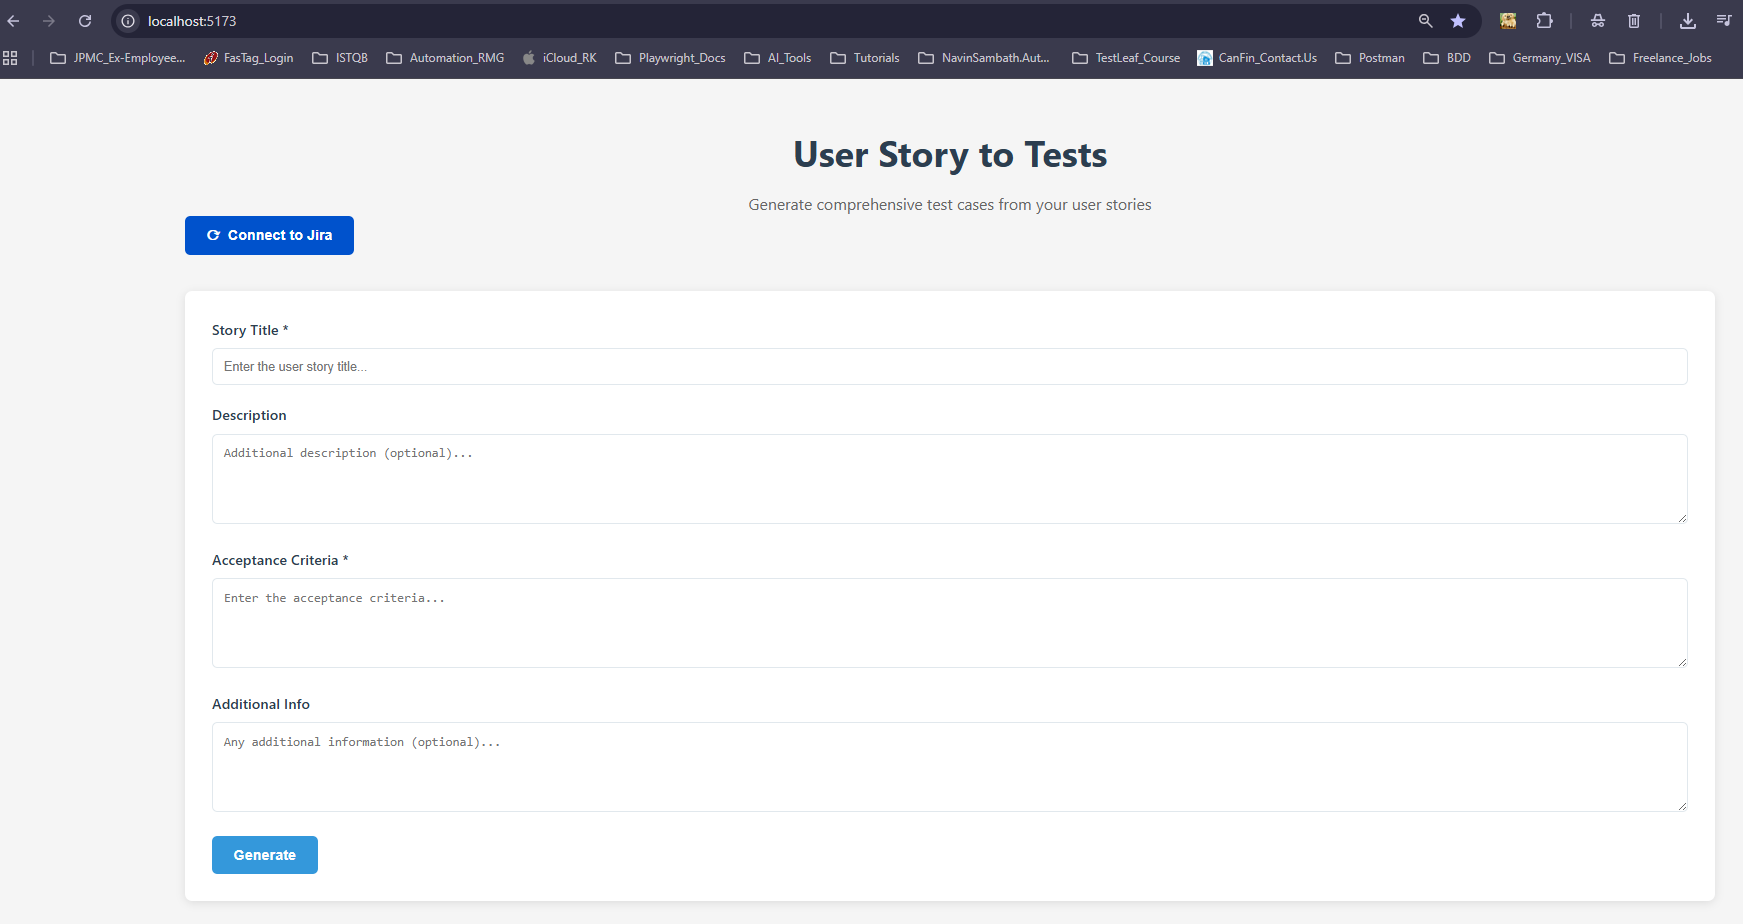 localhost:5173
JPMC_Ex-Employee... FasTag_Login ISTQB Automation_RMG iCloud_RK Playwright_Docs AI_Tools Tutorials NavinSambath.Aut... TestLeaf_Course CanFin_Contact.Us Postman BDD Germany_VISA Freelance_Jobs
User Story to Tests
Generate comprehensive test cases from your user stories
Connect to Jira
Story Title *
Enter the user story title...
Description
Additional description (optional)...
Acceptance Criteria *
Enter the acceptance criteria...
Additional Info
Any additional information (optional)...
Generate